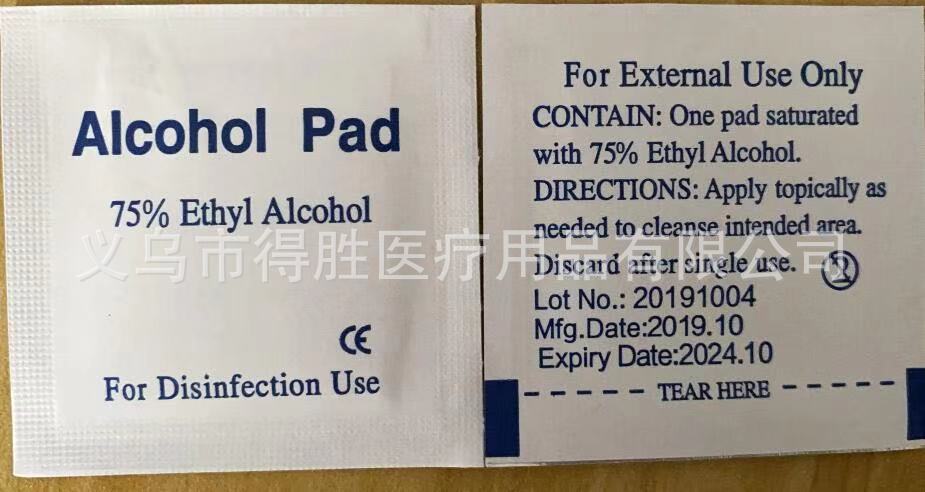 Alcohol Pad
75% Ethyl Alcohol
CE
For Disinfection Use
For External Use Only
CONTAIN: One pad saturated
with 75% Ethyl Alcohol.
DIRECTIONS: Apply topically as
needed to cleanse intended area.
Discard after single use.
Lot No.: 20191004
Mfg.Date:2019.10
Expiry Date:2024.10
TEAR HERE
义乌市得胜医疗用品有限公司